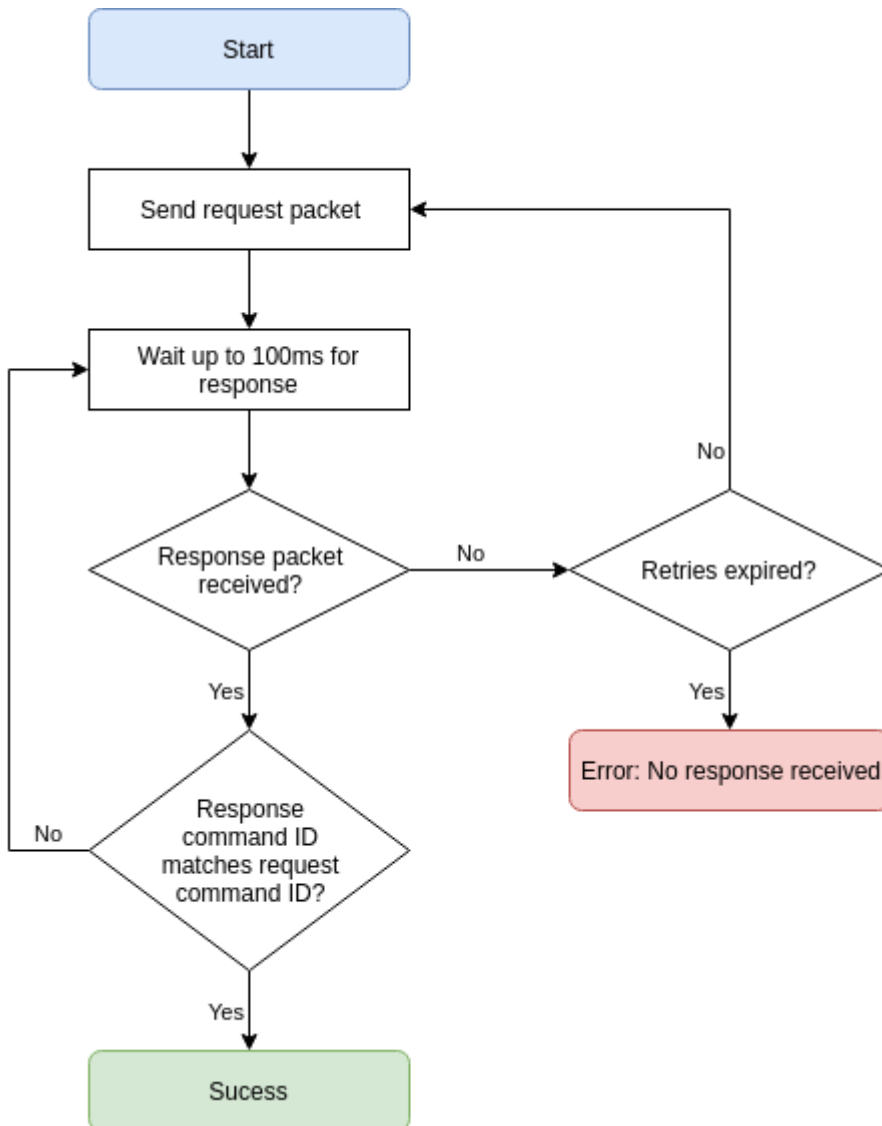 Start
Send request packet
Wait up to 100ms for
response
No
Response packet
received?
No
Retries expired?
Yes
Yes
Error: No response received
Response
command ID
matches request
command ID?
No
Yes
Sucess